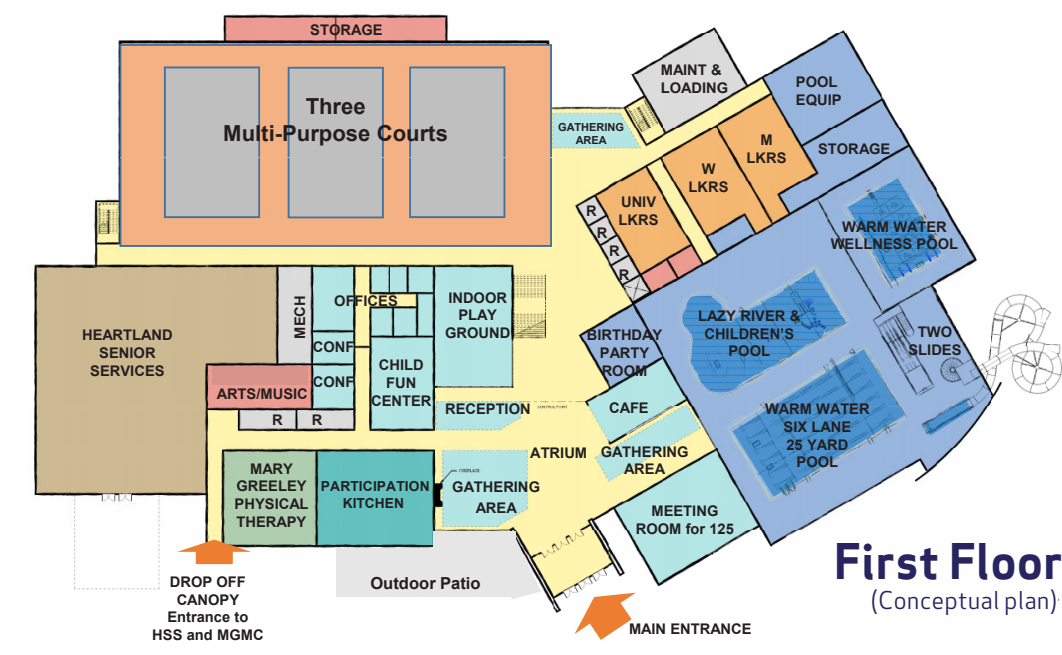 STORAGE
Three
Multi-Purpose Courts
MAINT &
LOADING
POOL
EQUIP
GATHERING
AREA
M
LKRS
STORAGE
W
LKRS
UNIV
LKRS
R
R
R
R
WARM WATER
WELLNESS POOL
HEARTLAND
SENIOR
SERVICES
MECH
OFFICES
CONF
CONF
INDOOR
PLAY
GROUND
CHILD
FUN
CENTER
ARTS/MUSIC
R
R
RECEPTION
CONTROL POINT
BIRTHDAY
PARTY
ROOM
LAZY RIVER &
CHILDREN'S
POOL
TWO
SLIDES
CAFE
WARM WATER
SIX LANE
25 YARD
POOL
ATRIUM
GATHERING
AREA
MARY
GREELEY
PHYSICAL
THERAPY
PARTICIPATION
KITCHEN
FIREPLACE
GATHERING
AREA
MEETING
ROOM for 125
Outdoor Patio
DROP OFF
CANOPY
Entrance to
HSS and MGMC
MAIN ENTRANCE
First Floor
(Conceptual plan)